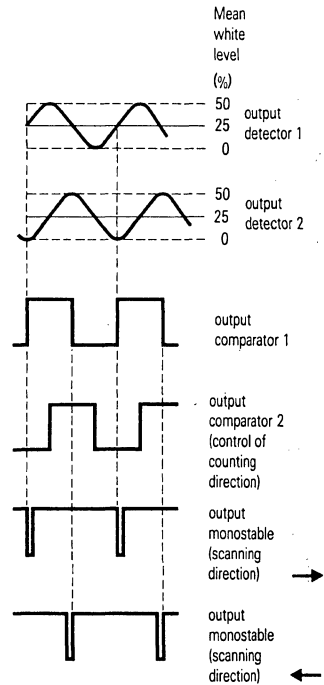 Mean
white
level
(%)
50
25
0
output
detector 1
50
25
0
output
detector 2
output
comparator 1
output
comparator 2
(control of
counting
direction)
output
monostable
(scanning
direction)
output
monostable
(scanning
direction)